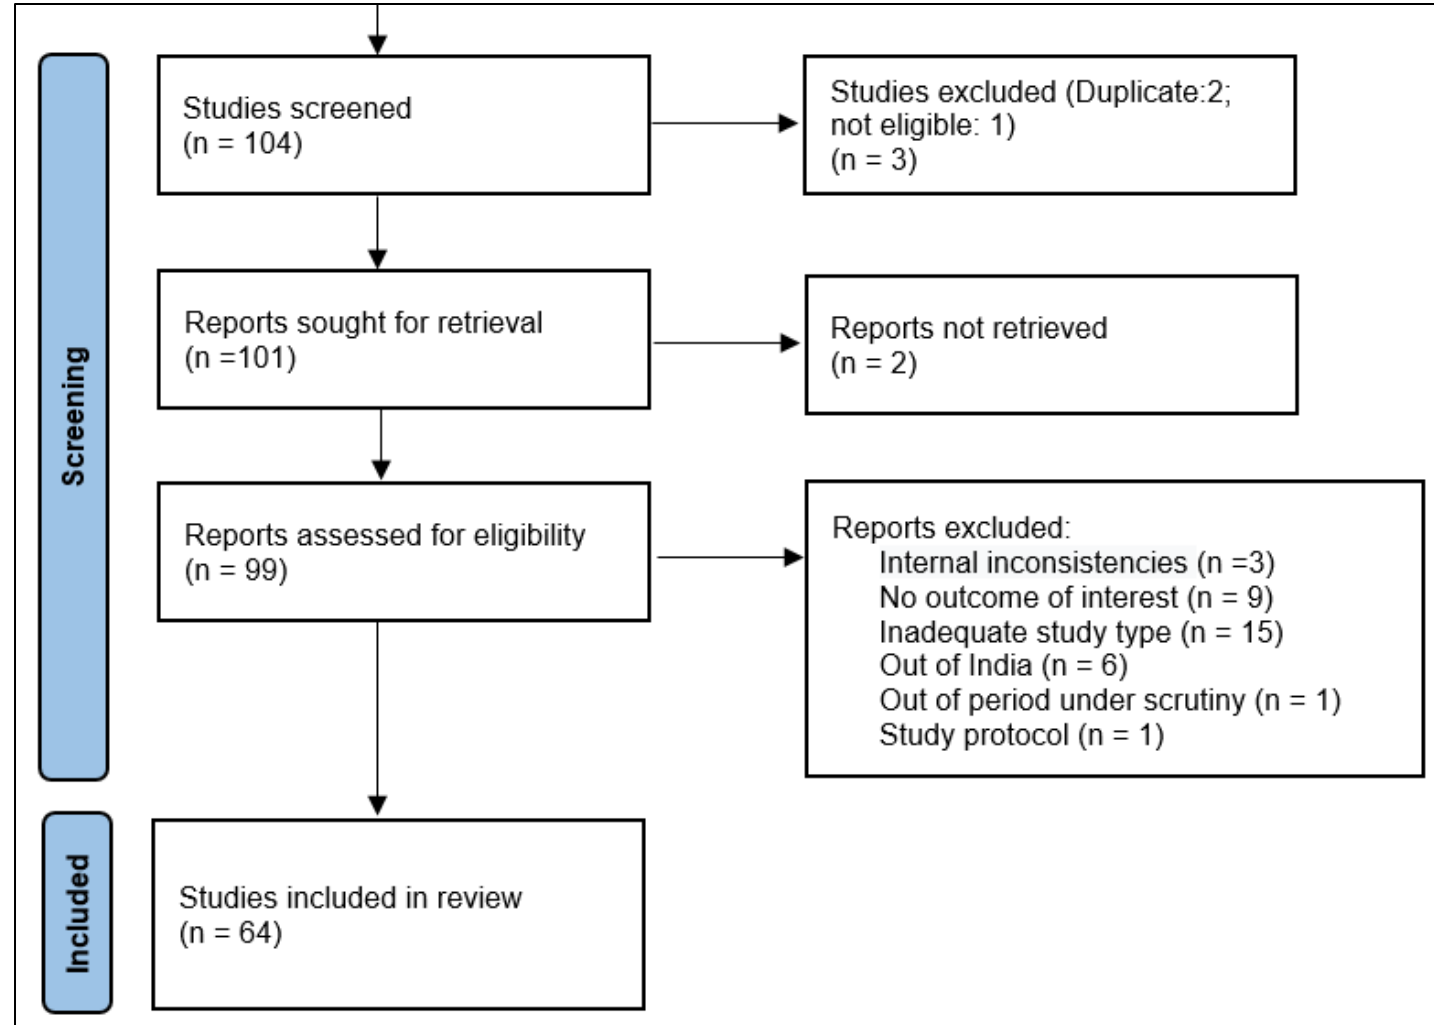 Screening
Studies screened
(n = 104)
Studies excluded (Duplicate:2;
not eligible: 1)
(n = 3)
Reports sought for retrieval
(n =101)
Reports not retrieved
(n = 2)
Reports assessed for eligibility
(n = 99)
Reports excluded:
Internal inconsistencies (n =3)
No outcome of interest (n = 9)
Inadequate study type (n = 15)
Out of India (n = 6)
Out of period under scrutiny (n = 1)
Study protocol (n = 1)
Included
Studies included in review
(n = 64)